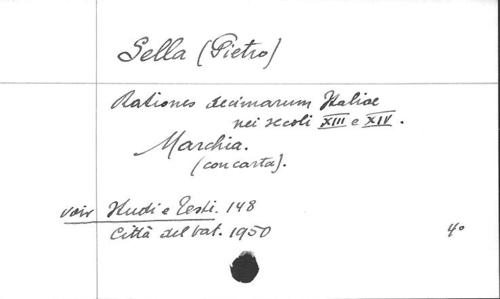 Sella (Pietro)
Rationes decimarum Italiae
nei secoli XIII e XIV.
Marchia.
(con carta).
voir Studi e Testi. 148
Città del Vat. 1950
4°